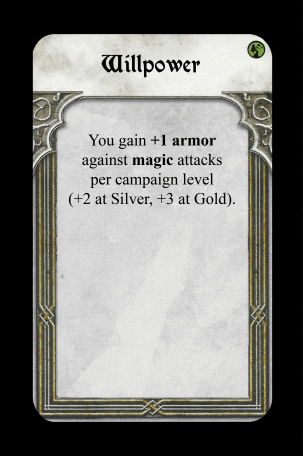 Willpower
You gain +1 armor
against magic attacks
per campaign level
(+2 at Silver, +3 at Gold).